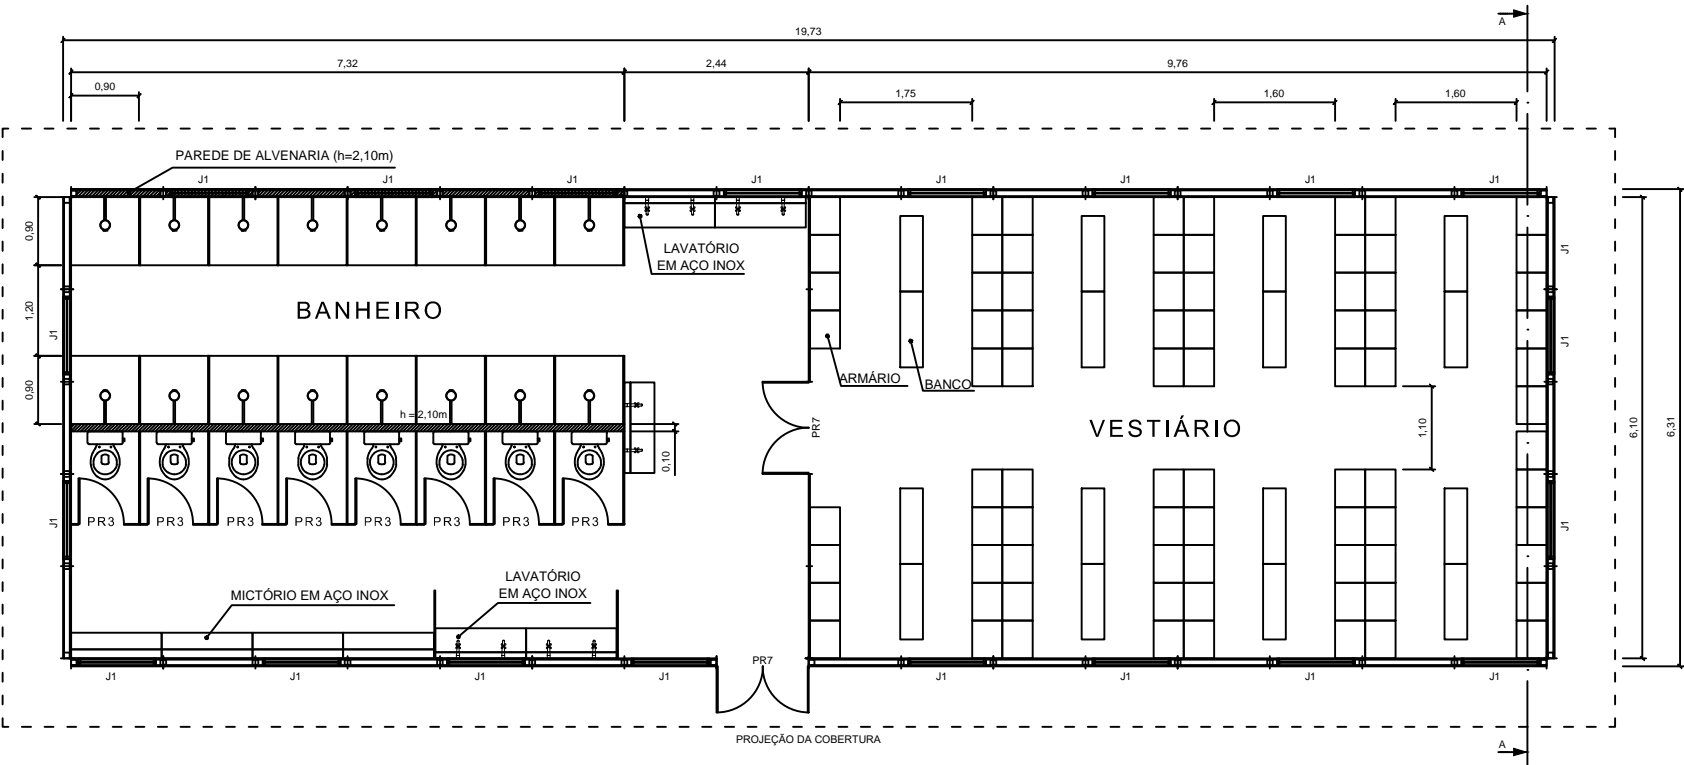 A
19,73
7,32
2,44
9,76
0,90
1,75
1,60
1,60
PAREDE DE ALVENARIA (h=2,10m)
J1
J1
J1
J1
J1
J1
J1
J1
0,90
LAVATÓRIO
EM AÇO INOX
J1
BANHEIRO
1,20
J1
J1
ARMÁRIO
BANCO
0,90
h = 2,10m
PR7
VESTIÁRIO
1,10
6,10
6,31
0,10
J1
PR3
PR3
PR3
PR3
PR3
PR3
PR3
PR3
J1
LAVATÓRIO
EM AÇO INOX
MICTÓRIO EM AÇO INOX
PR7
J1
J1
J1
J1
J1
J1
J1
J1
PROJEÇÃO DA COBERTURA
A